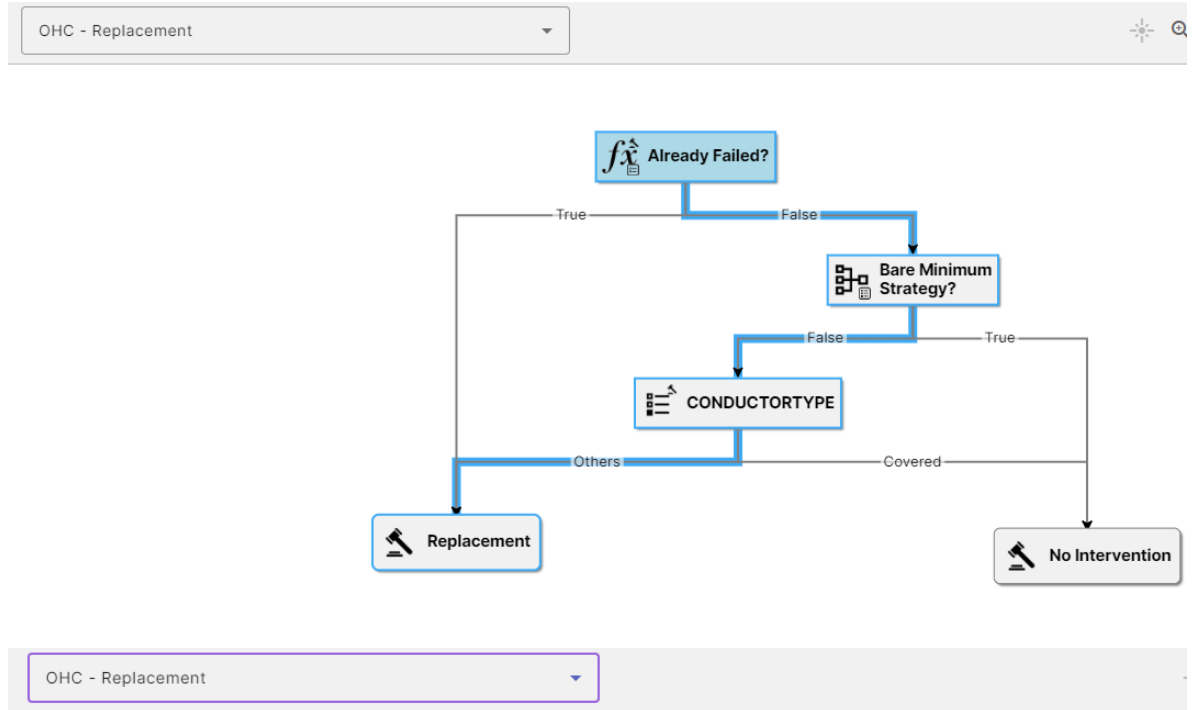 OHC - Replacement
fx Already Failed?
True
False
Bare Minimum
Strategy?
False
True
CONDUCTORTYPE
Others
Covered
Replacement
No Intervention
OHC - Replacement